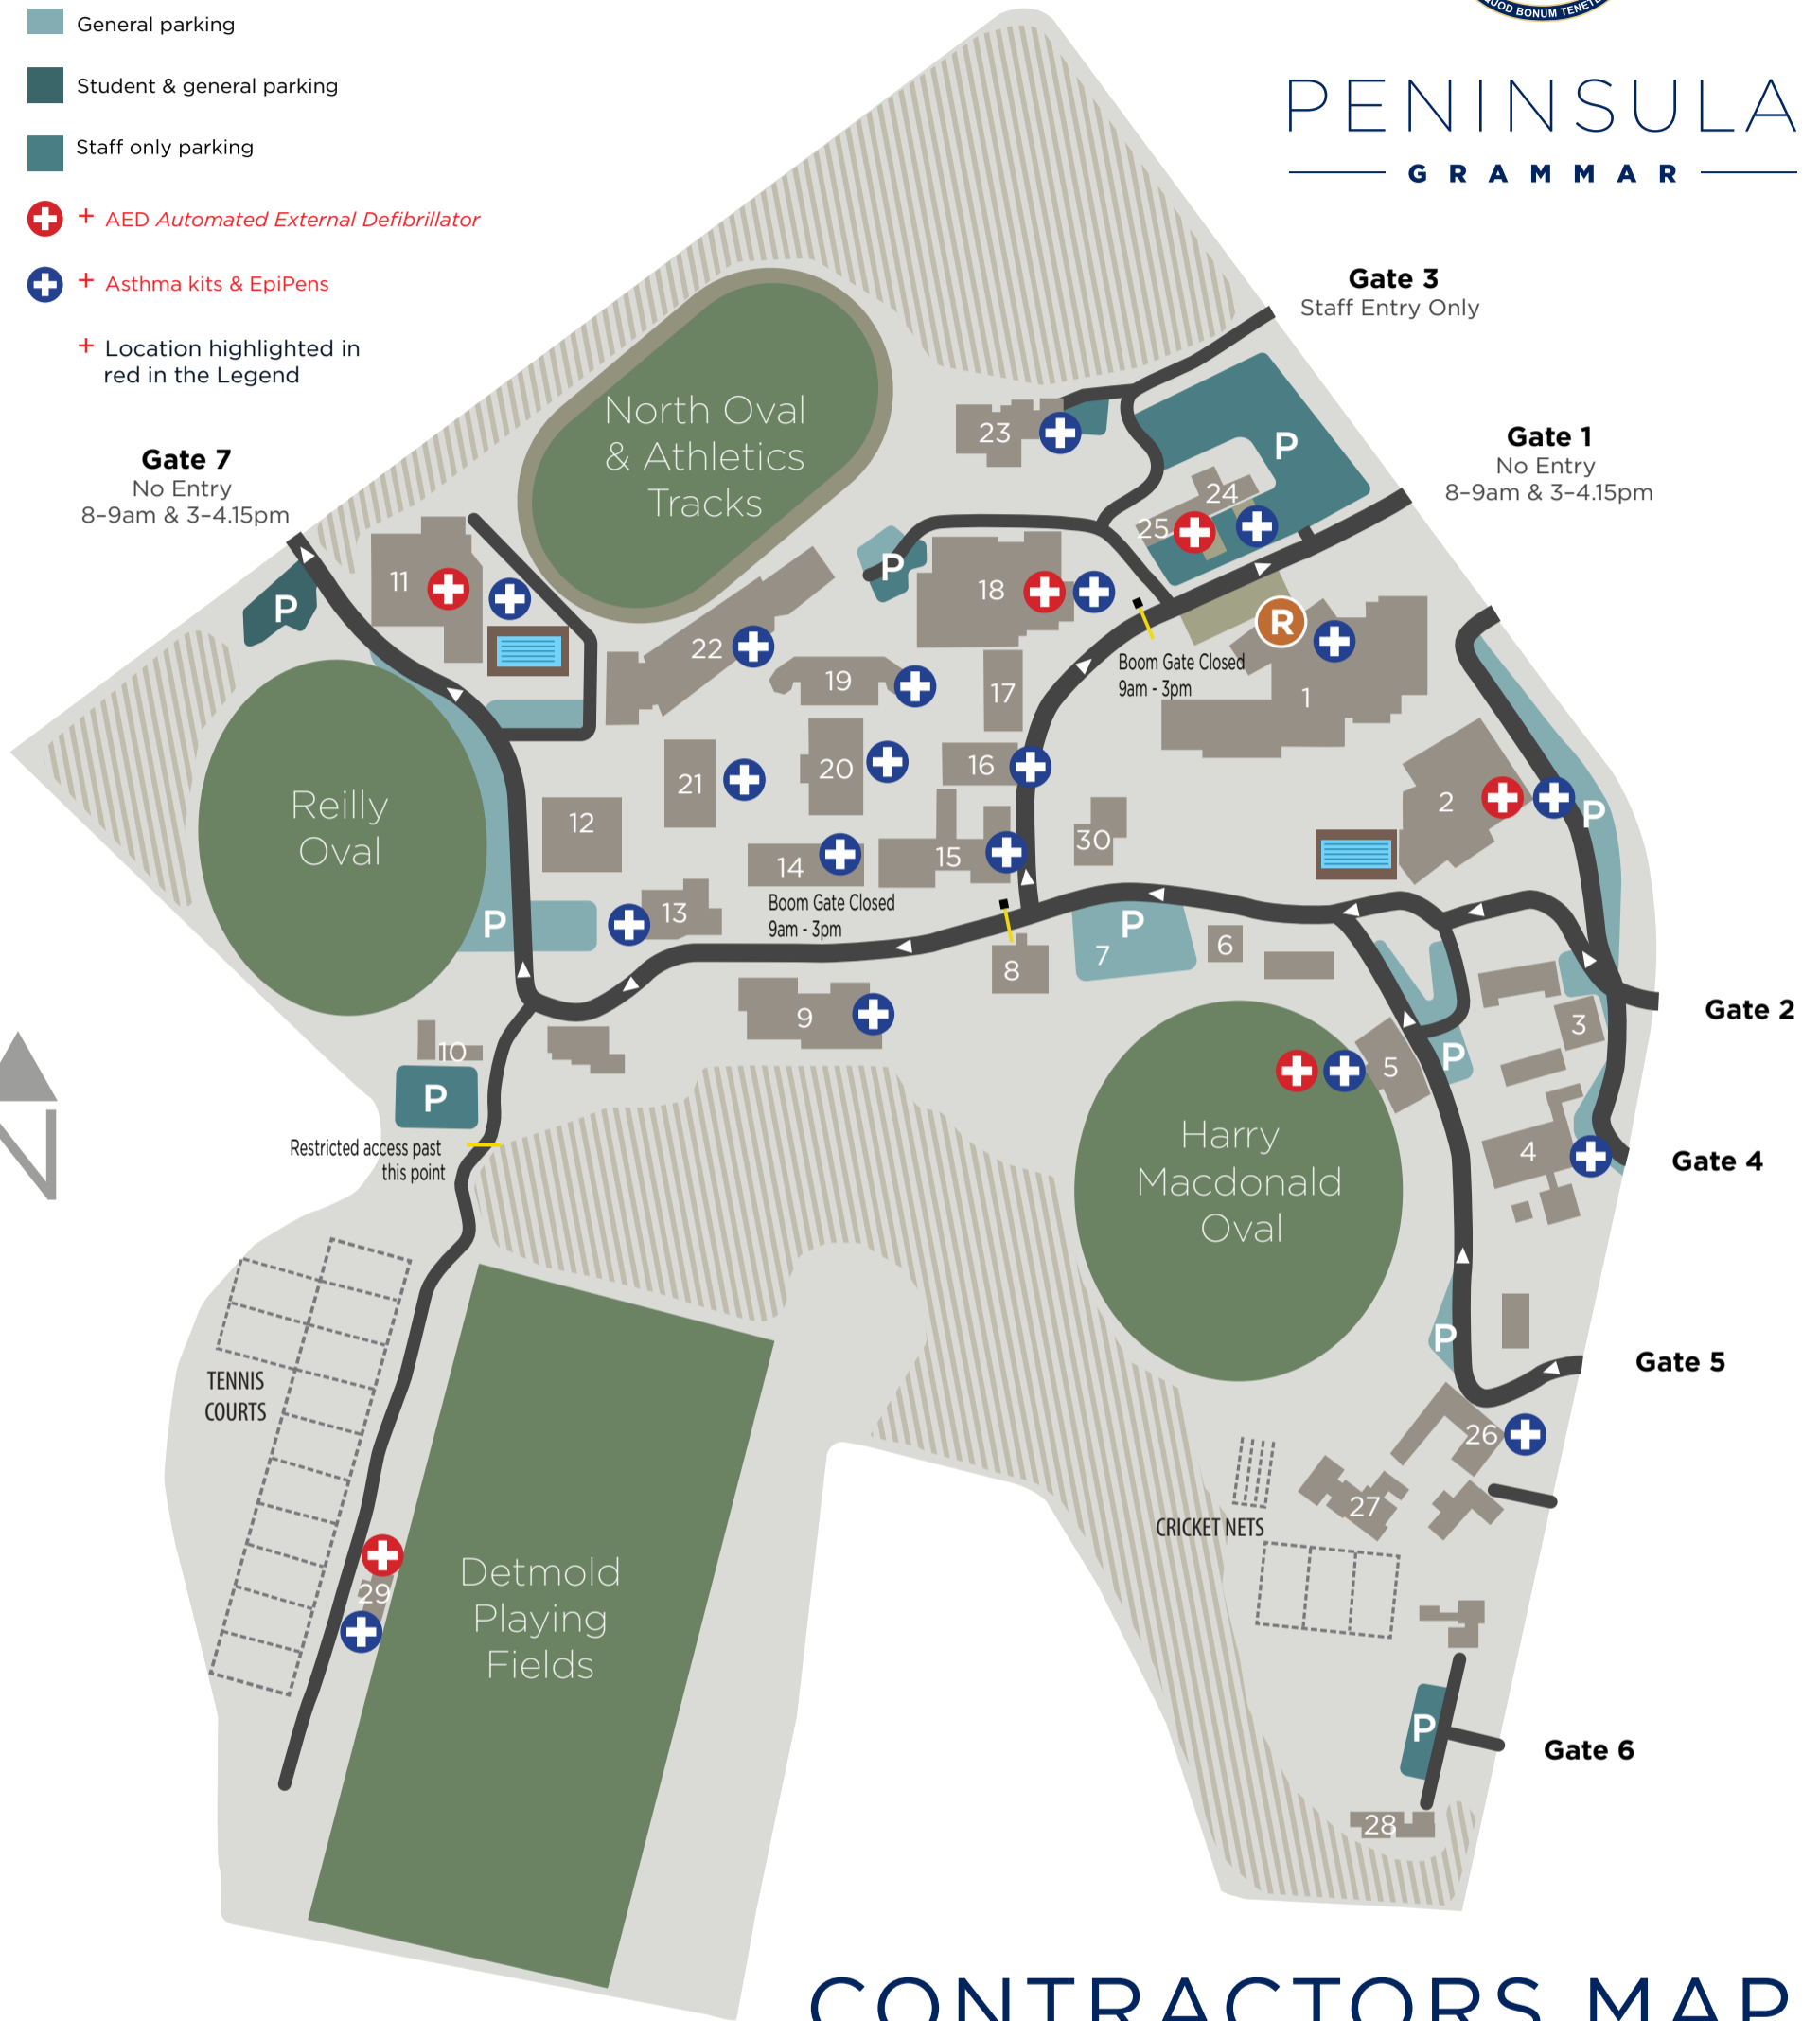 General parking
Student & general parking
Staff only parking
+ AED Automated External Defibrillator
+ Asthma kits & EpiPens
+ Location highlighted in
red in the Legend
QUOD BONUM TENETE
PENINSULA
GRAMMAR
Gate 3
Staff Entry Only
Gate 1
No Entry
8–9am & 3–4.15pm
Gate 7
No Entry
8–9am & 3–4.15pm
North Oval
& Athletics
Tracks
23
P
24
25
P
11
P
18
R
22
19
17
Boom Gate Closed
9am - 3pm
1
Reilly
Oval
21
20
16
2
P
12
30
14
15
Boom Gate Closed
9am - 3pm
P
13
P
7
6
8
Gate 2
9
3
10
P
5
P
Restricted access past
this point
Harry
Macdonald
Oval
4
Gate 4
TENNIS
COURTS
P
Gate 5
26
27
CRICKET NETS
29
Detmold
Playing
Fields
P
Gate 6
28
CONTRACTORS MAP